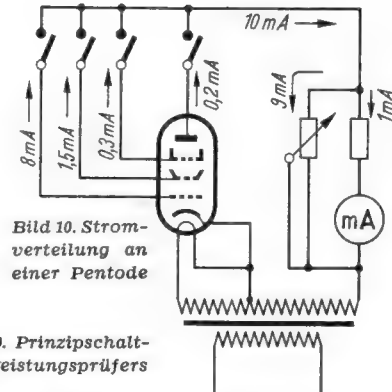 10 mA
8 mA
1,5 mA
0,3 mA
0,2 mA
9 mA
1 mA
mA
Bild 10. Strom-
verteilung an
einer Pentode
. Prinzipschalt-
eistungsprüfers